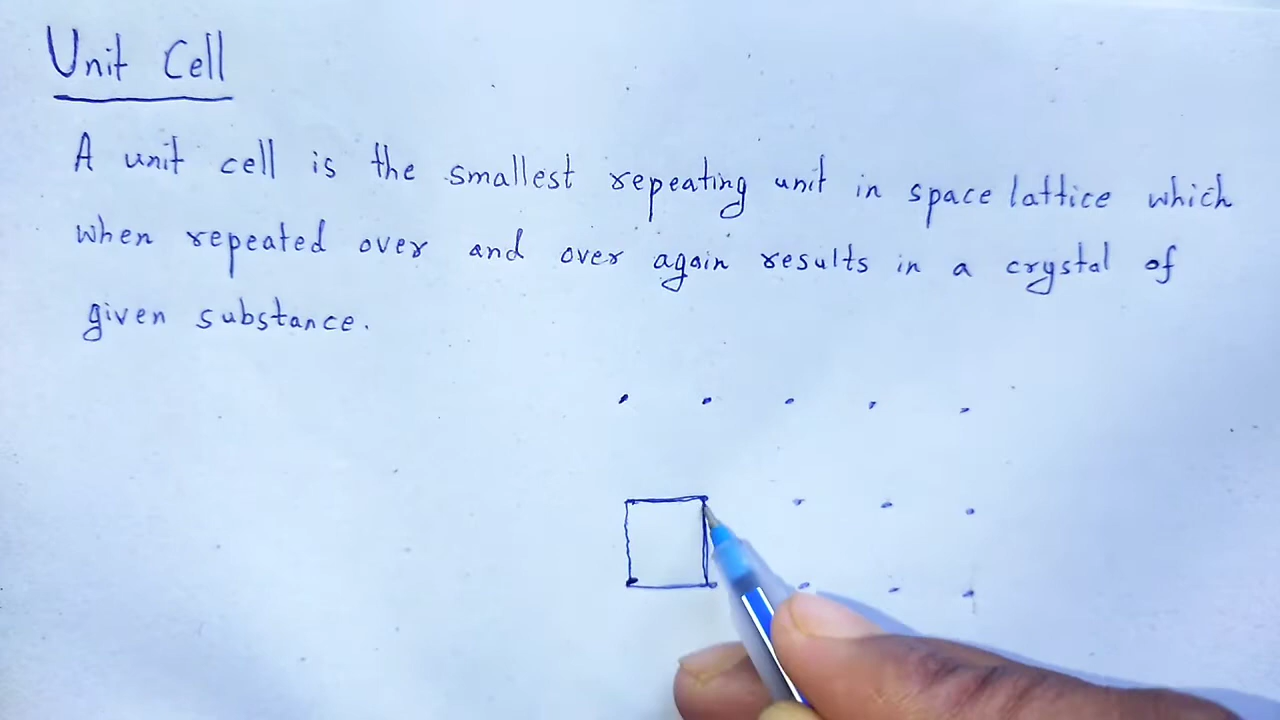 Unit Cell
A unit cell is the smallest repeating unit in space lattice which
when repeated over and over again results in a crystal of
given substance.